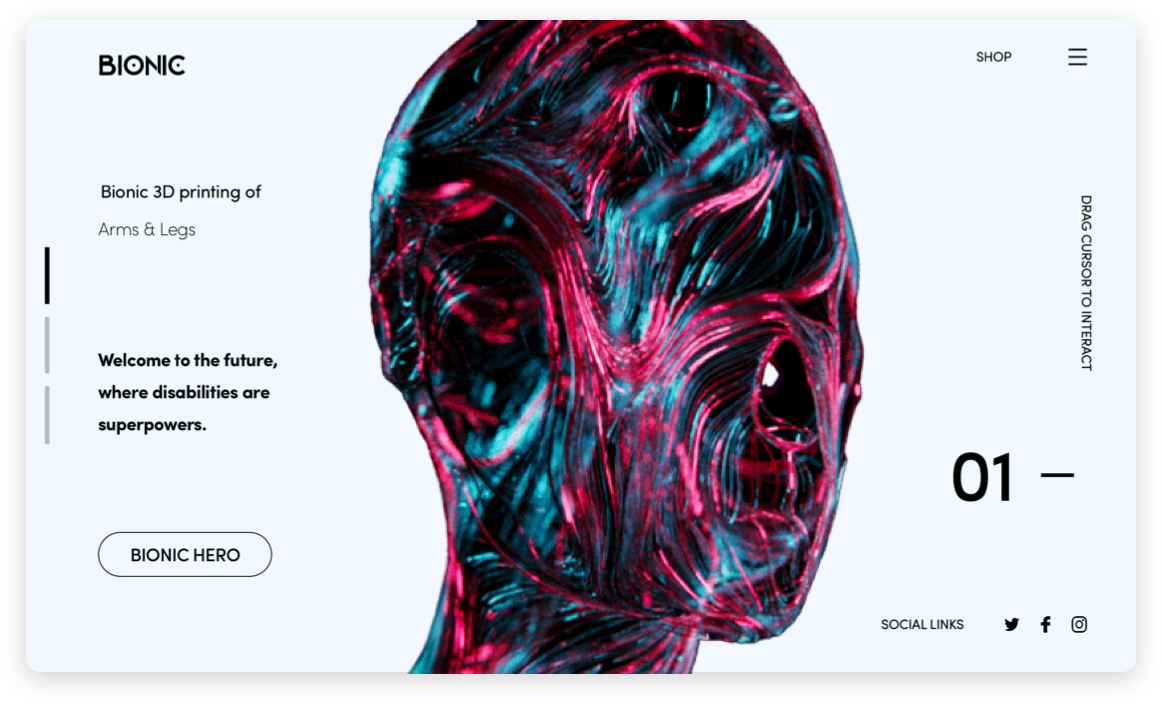 BIONIC
SHOP
Bionic 3D printing of
Arms & Legs
DRAG CURSOR TO INTERACT
Welcome to the future,
where disabilities are
superpowers.
01 —
BIONIC HERO
SOCIAL LINKS